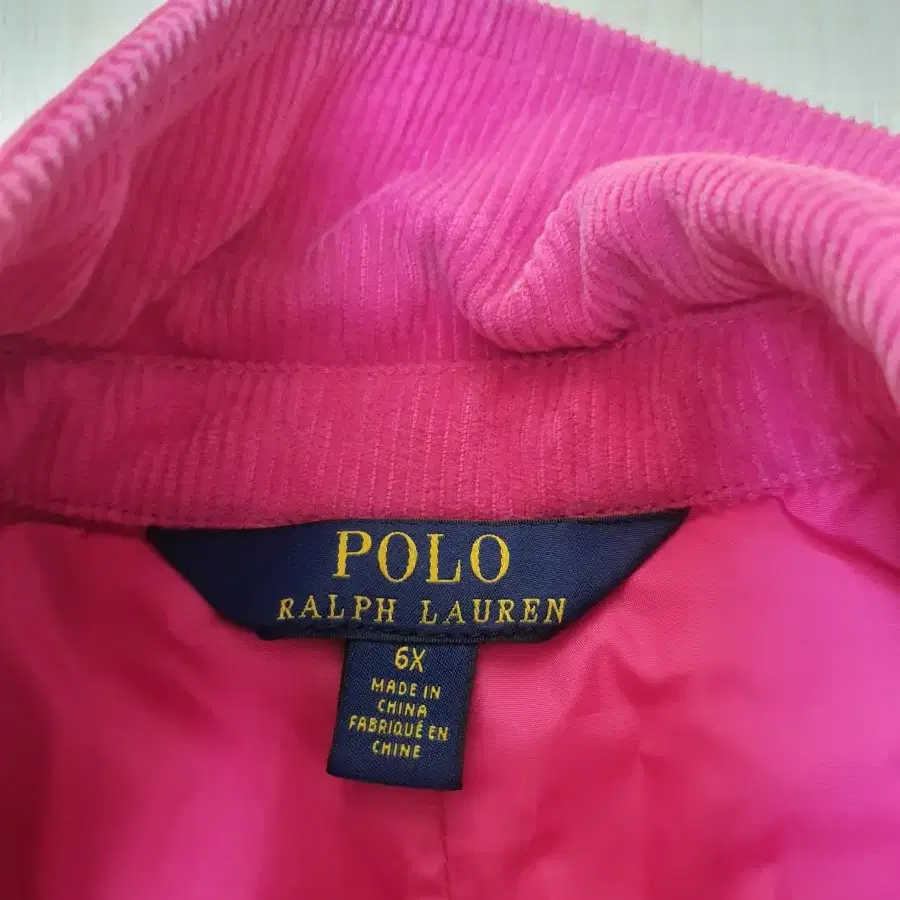 POLO
RALPH LAUREN
6X
MADE IN
CHINA
FABRIQUÉ EN
CHINE